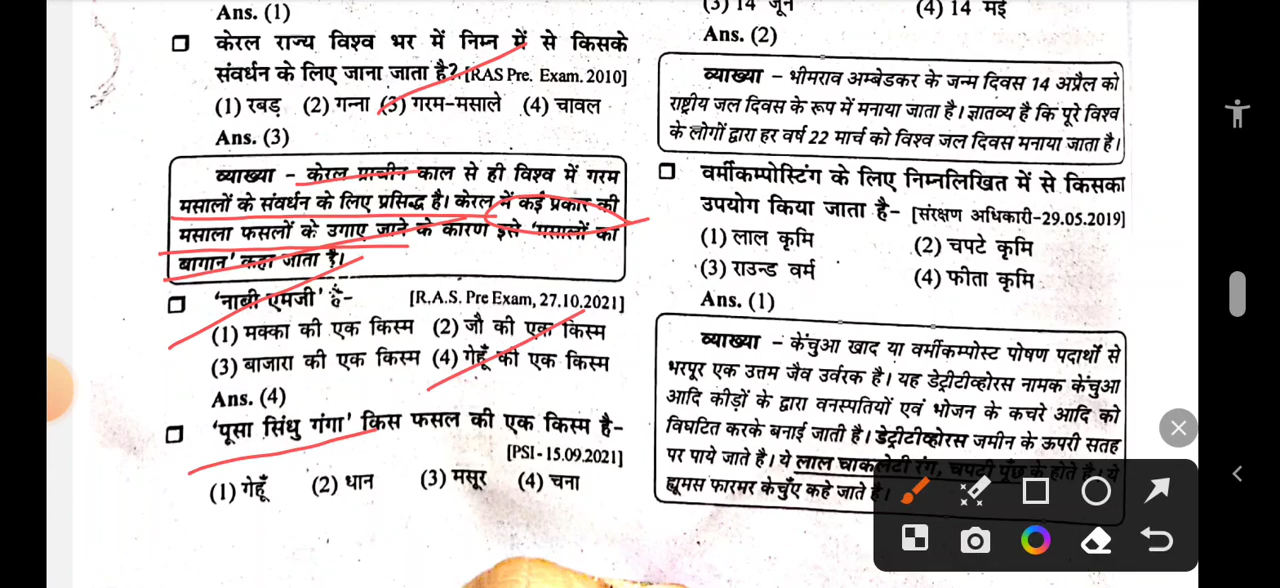 Ans. (1)
केरल राज्य विश्व भर में निम्न में से किसके
संवर्धन के लिए जाना जाता है? [RAS Pre. Exam. 2010]
(1) रबड़ (2) गन्ना (3) गरम-मसाले (4) चावल
Ans. (3)
व्याख्या – केरल प्राचीन काल से ही विश्व में गरम
मसालों के संवर्धन के लिए प्रसिद्ध है। केरल में कई प्रकार की
मसाला फसलों के उगाए जाने के कारण इसे 'मसालों का
बागान' कहा जाता है।
'नाबी एमजी' है- [R.A.S. Pre Exam, 27.10.2021]
(1) मक्का की एक किस्म (2) जौ की एक किस्म
(3) बाजारा की एक किस्म (4) गेहूँ की एक किस्म
Ans. (4)
'पूसा सिंधु गंगा' किस फसल की एक किस्म है-
[PSI - 15.09.2021]
(1) गेहूँ (2) धान (3) मसूर (4) चना
(3) 14 जून (4) 14 मई
Ans. (2)
व्याख्या – भीमराव अम्बेडकर के जन्म दिवस 14 अप्रैल को
राष्ट्रीय जल दिवस के रूप में मनाया जाता है। ज्ञातव्य है कि पूरे विश्व
के लोगों द्वारा हर वर्ष 22 मार्च को विश्व जल दिवस मनाया जाता है।
वर्मीकम्पोस्टिंग के लिए निम्नलिखित में से किसका
उपयोग किया जाता है- [संरक्षण अधिकारी-29.05.2019]
(1) लाल कृमि (2) चपटे कृमि
(3) राउन्ड वर्म (4) फीता कृमि
Ans. (1)
व्याख्या – केंचुआ खाद या वर्मीकम्पोस्ट पोषण पदार्थों से
भरपूर एक उत्तम जैव उर्वरक है। यह डेट्रीटीव्होरस नामक केंचुआ
आदि कीड़ों के द्वारा वनस्पतियों एवं भोजन के कचरे आदि को
विघटित करके बनाई जाती है। डेट्रीटीव्होरस जमीन के ऊपरी सतह
पर पाये जाते है। ये लाल चाकलेटी रंग, चपटी पूँछ के होते है। ये
ह्यूमस फारमर केचुँए कहे जाते है।